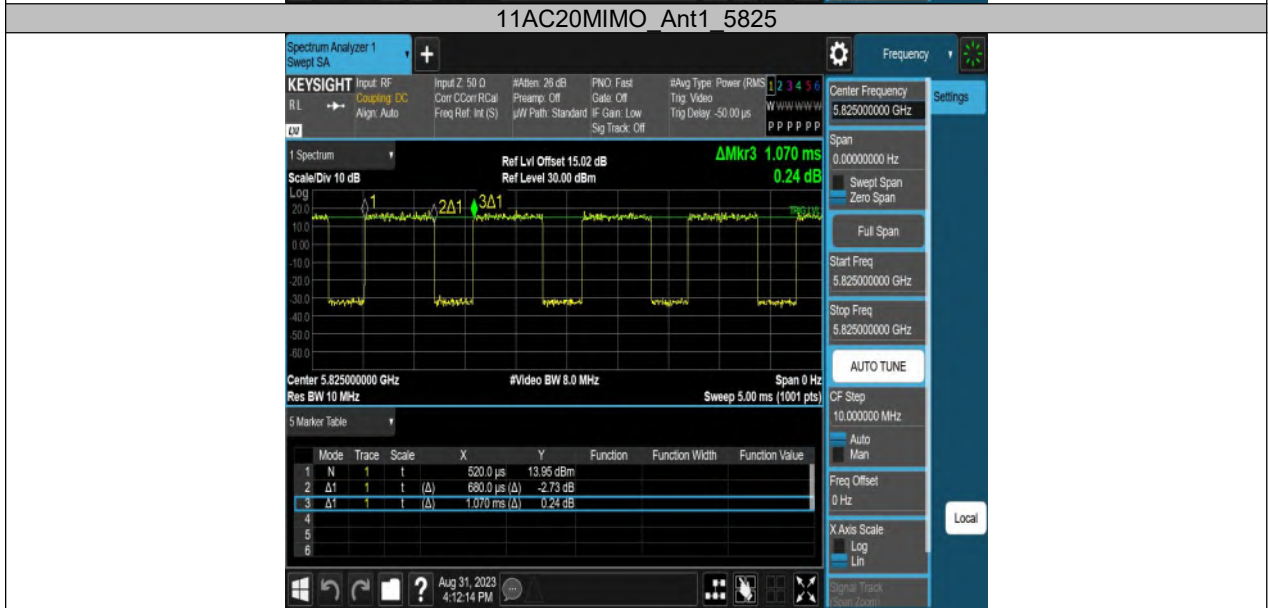 11AC20MIMO_Ant1_5825
Spectrum Analyzer 1
Swept SA
+
Frequency
KEYSIGHT Input: RF
RL Coupling: DC
Align: Auto
LXI
Input Z: 50 Ω
Corr CCorr RCal
Freq Ref: Int (S)
#Atten: 26 dB
Preamp: Off
µW Path: Standard
PNO: Fast
Gate: Off
IF Gain: Low
Sig Track: Off
#Avg Type: Power (RMS
Trig: Video
Trig Delay: -50.00 µs
1 2 3 4 5 6
W W W W W W
P P P P P P
1 Spectrum
Scale/Div 10 dB
Ref Lvl Offset 15.02 dB
Ref Level 30.00 dBm
ΔMkr3 1.070 ms
0.24 dB
Log
20.0
10.0
0.00
-10.0
-20.0
-30.0
-40.0
-50.0
-60.0
1
2Δ1
3Δ1
TRIG LVL
Center 5.825000000 GHz
Res BW 10 MHz
#Video BW 8.0 MHz
Span 0 Hz
Sweep 5.00 ms (1001 pts)
5 Marker Table
Mode Trace Scale X Y Function Function Width Function Value
1 N 1 t 520.0 µs 13.95 dBm
2 Δ1 1 t (Δ) 680.0 µs (Δ) -2.73 dB
3 Δ1 1 t (Δ) 1.070 ms (Δ) 0.24 dB
4
5
6
?
Aug 31, 2023
4:12:14 PM
Center Frequency
5.825000000 GHz
Settings
Span
0.00000000 Hz
Swept Span
Zero Span
Full Span
Start Freq
5.825000000 GHz
Stop Freq
5.825000000 GHz
AUTO TUNE
CF Step
10.000000 MHz
Auto
Man
Freq Offset
0 Hz
X Axis Scale
Log
Lin
Local
Signal Track
(Span Zoom)